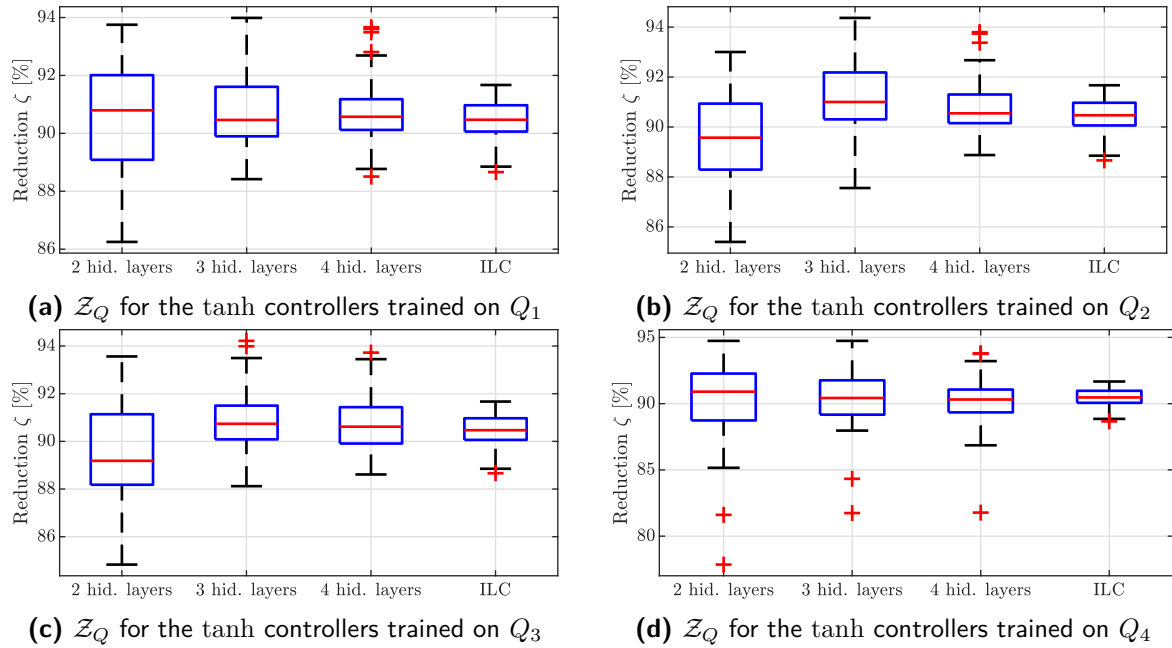 Reduction ζ [%]
94
92
90
88
86
2 hid. layers 3 hid. layers 4 hid. layers ILC
(a) 𝒵_Q for the tanh controllers trained on Q_1
Reduction ζ [%]
94
92
90
88
86
2 hid. layers 3 hid. layers 4 hid. layers ILC
(b) 𝒵_Q for the tanh controllers trained on Q_2
Reduction ζ [%]
94
92
90
88
86
2 hid. layers 3 hid. layers 4 hid. layers ILC
(c) 𝒵_Q for the tanh controllers trained on Q_3
Reduction ζ [%]
95
90
85
80
2 hid. layers 3 hid. layers 4 hid. layers ILC
(d) 𝒵_Q for the tanh controllers trained on Q_4